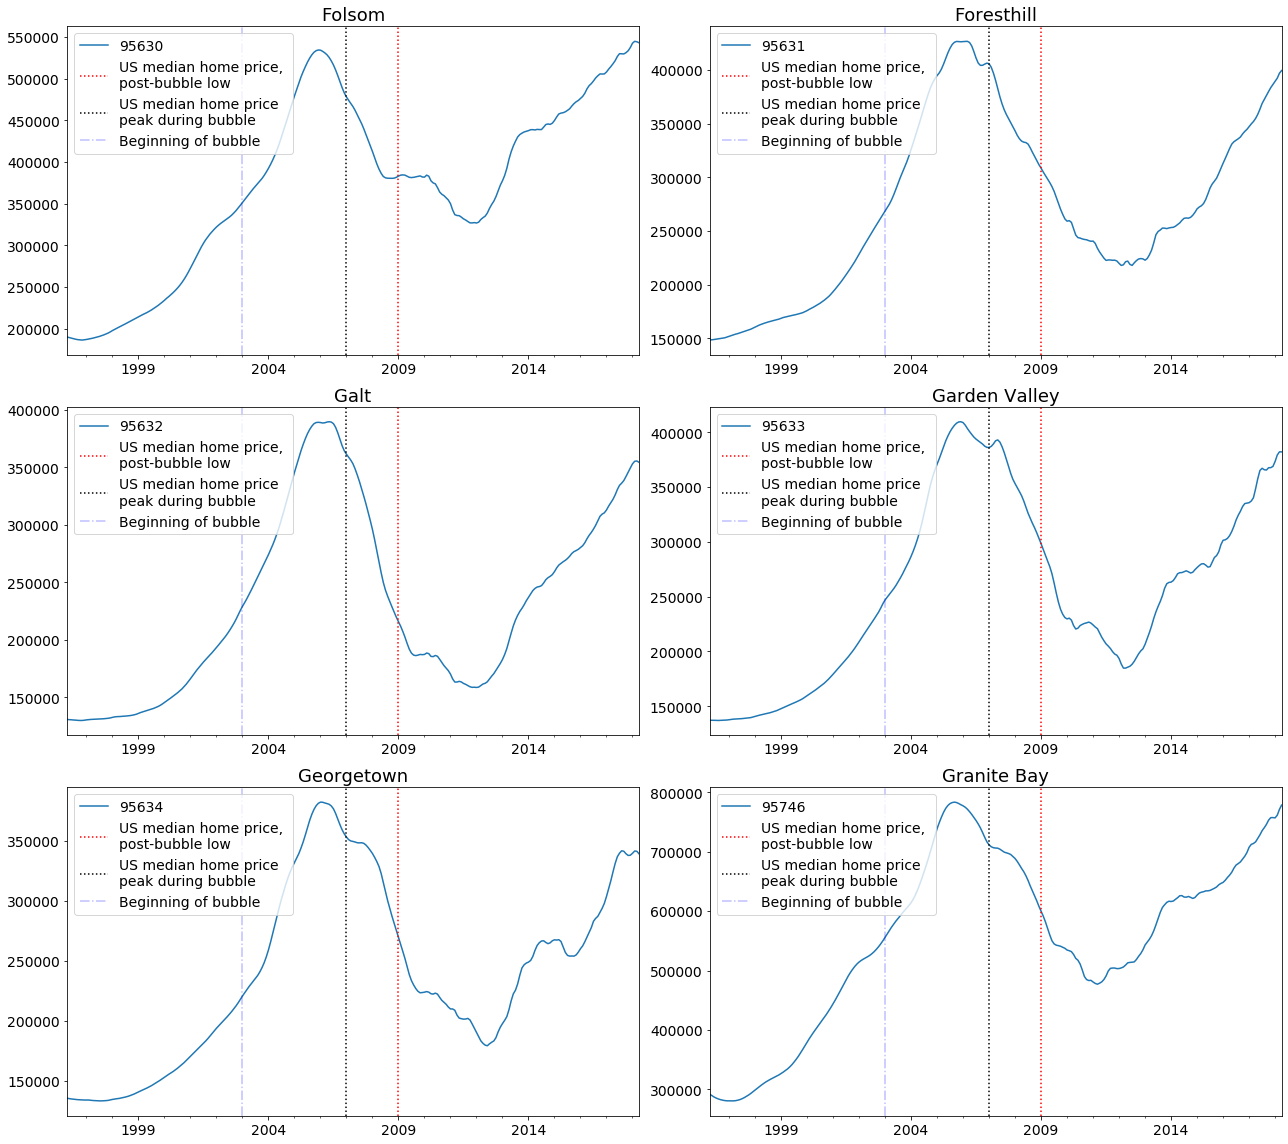 Folsom
550000
500000
450000
400000
350000
300000
250000
200000
95630
US median home price,
post-bubble low
US median home price
peak during bubble
Beginning of bubble
1999 2004 2009 2014
Foresthill
400000
350000
300000
250000
200000
150000
95631
US median home price,
post-bubble low
US median home price
peak during bubble
Beginning of bubble
1999 2004 2009 2014
Galt
400000
350000
300000
250000
200000
150000
95632
US median home price,
post-bubble low
US median home price
peak during bubble
Beginning of bubble
1999 2004 2009 2014
Garden Valley
400000
350000
300000
250000
200000
150000
95633
US median home price,
post-bubble low
US median home price
peak during bubble
Beginning of bubble
1999 2004 2009 2014
Georgetown
350000
300000
250000
200000
150000
95634
US median home price,
post-bubble low
US median home price
peak during bubble
Beginning of bubble
1999 2004 2009 2014
Granite Bay
800000
700000
600000
500000
400000
300000
95746
US median home price,
post-bubble low
US median home price
peak during bubble
Beginning of bubble
1999 2004 2009 2014